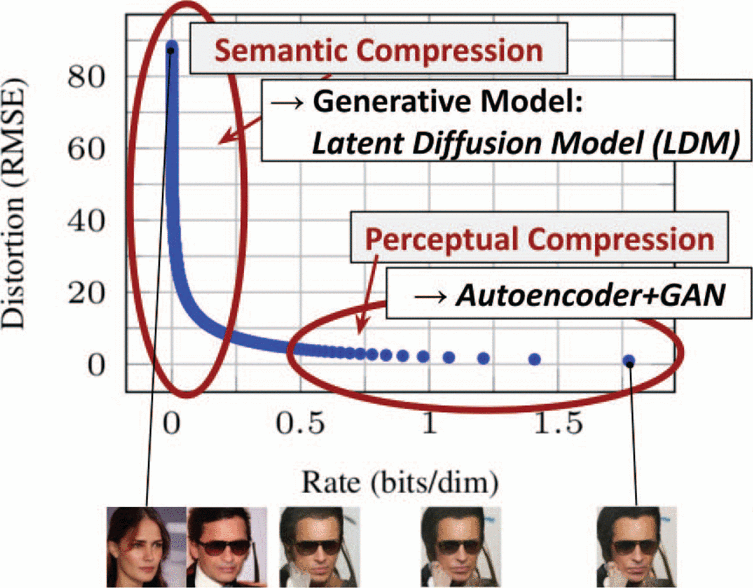 Semantic Compression
→ Generative Model:
Latent Diffusion Model (LDM)
Perceptual Compression
→ Autoencoder+GAN
Distortion (RMSE)
80
60
40
20
0
0 0.5 1 1.5
Rate (bits/dim)